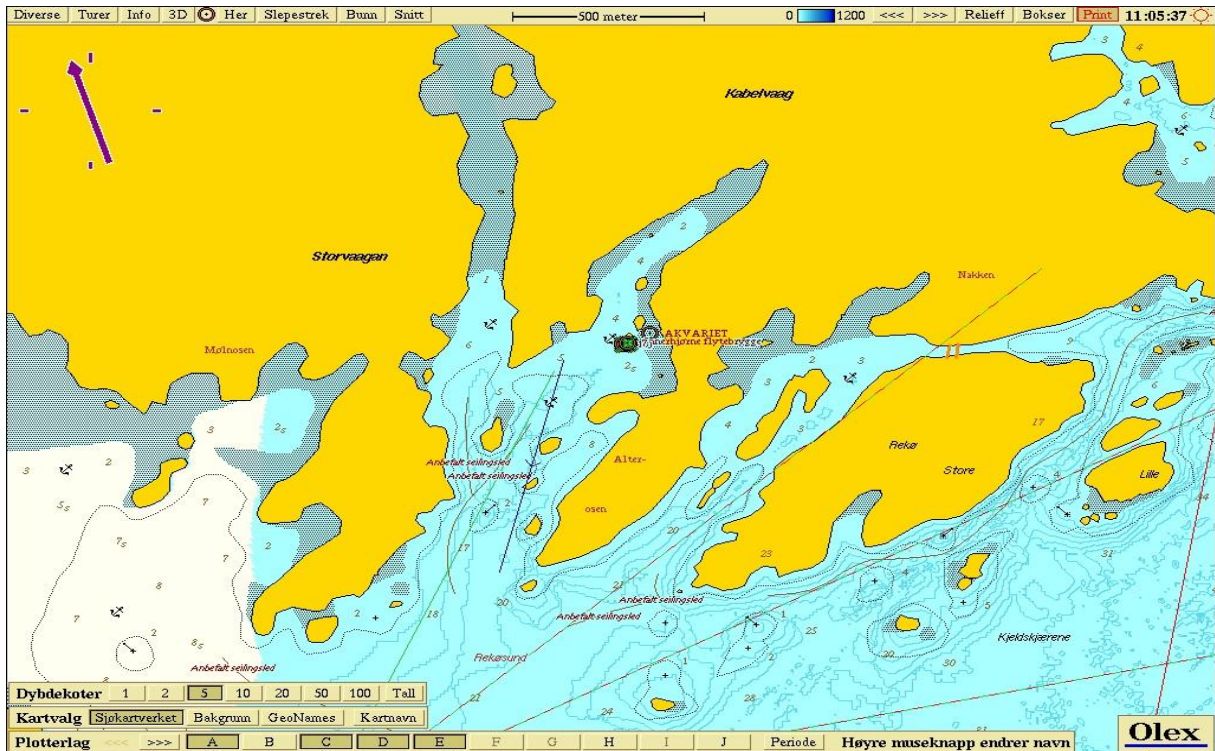 Diverse Turer Info 3D Her Slepestrek Bunn Snitt 500 meter 0 1200 <<< >>> Relieff Bokser Print 11:05:37
Kabelvaag
Storvaagan
Nakken
AKVARIET
flytebrygge
Mølnosen
Rekø
Store
Lille
Alter-
osen
Anbefalt seilingsled
Anbefalt seilingsled
Anbefalt seilingsled
Anbefalt seilingsled
Rekøsund
Kjeldskjærene
Anbefalt seilingsled
Dybdekoter 1 2 5 10 20 50 100 Tall
Kartvalg Sjøkartverket Bakgrunn GeoNames Kartnavn
Plotterlag <<< >>> A B C D E F G H I J Periode Høyre museknapp endrer navn
Olex